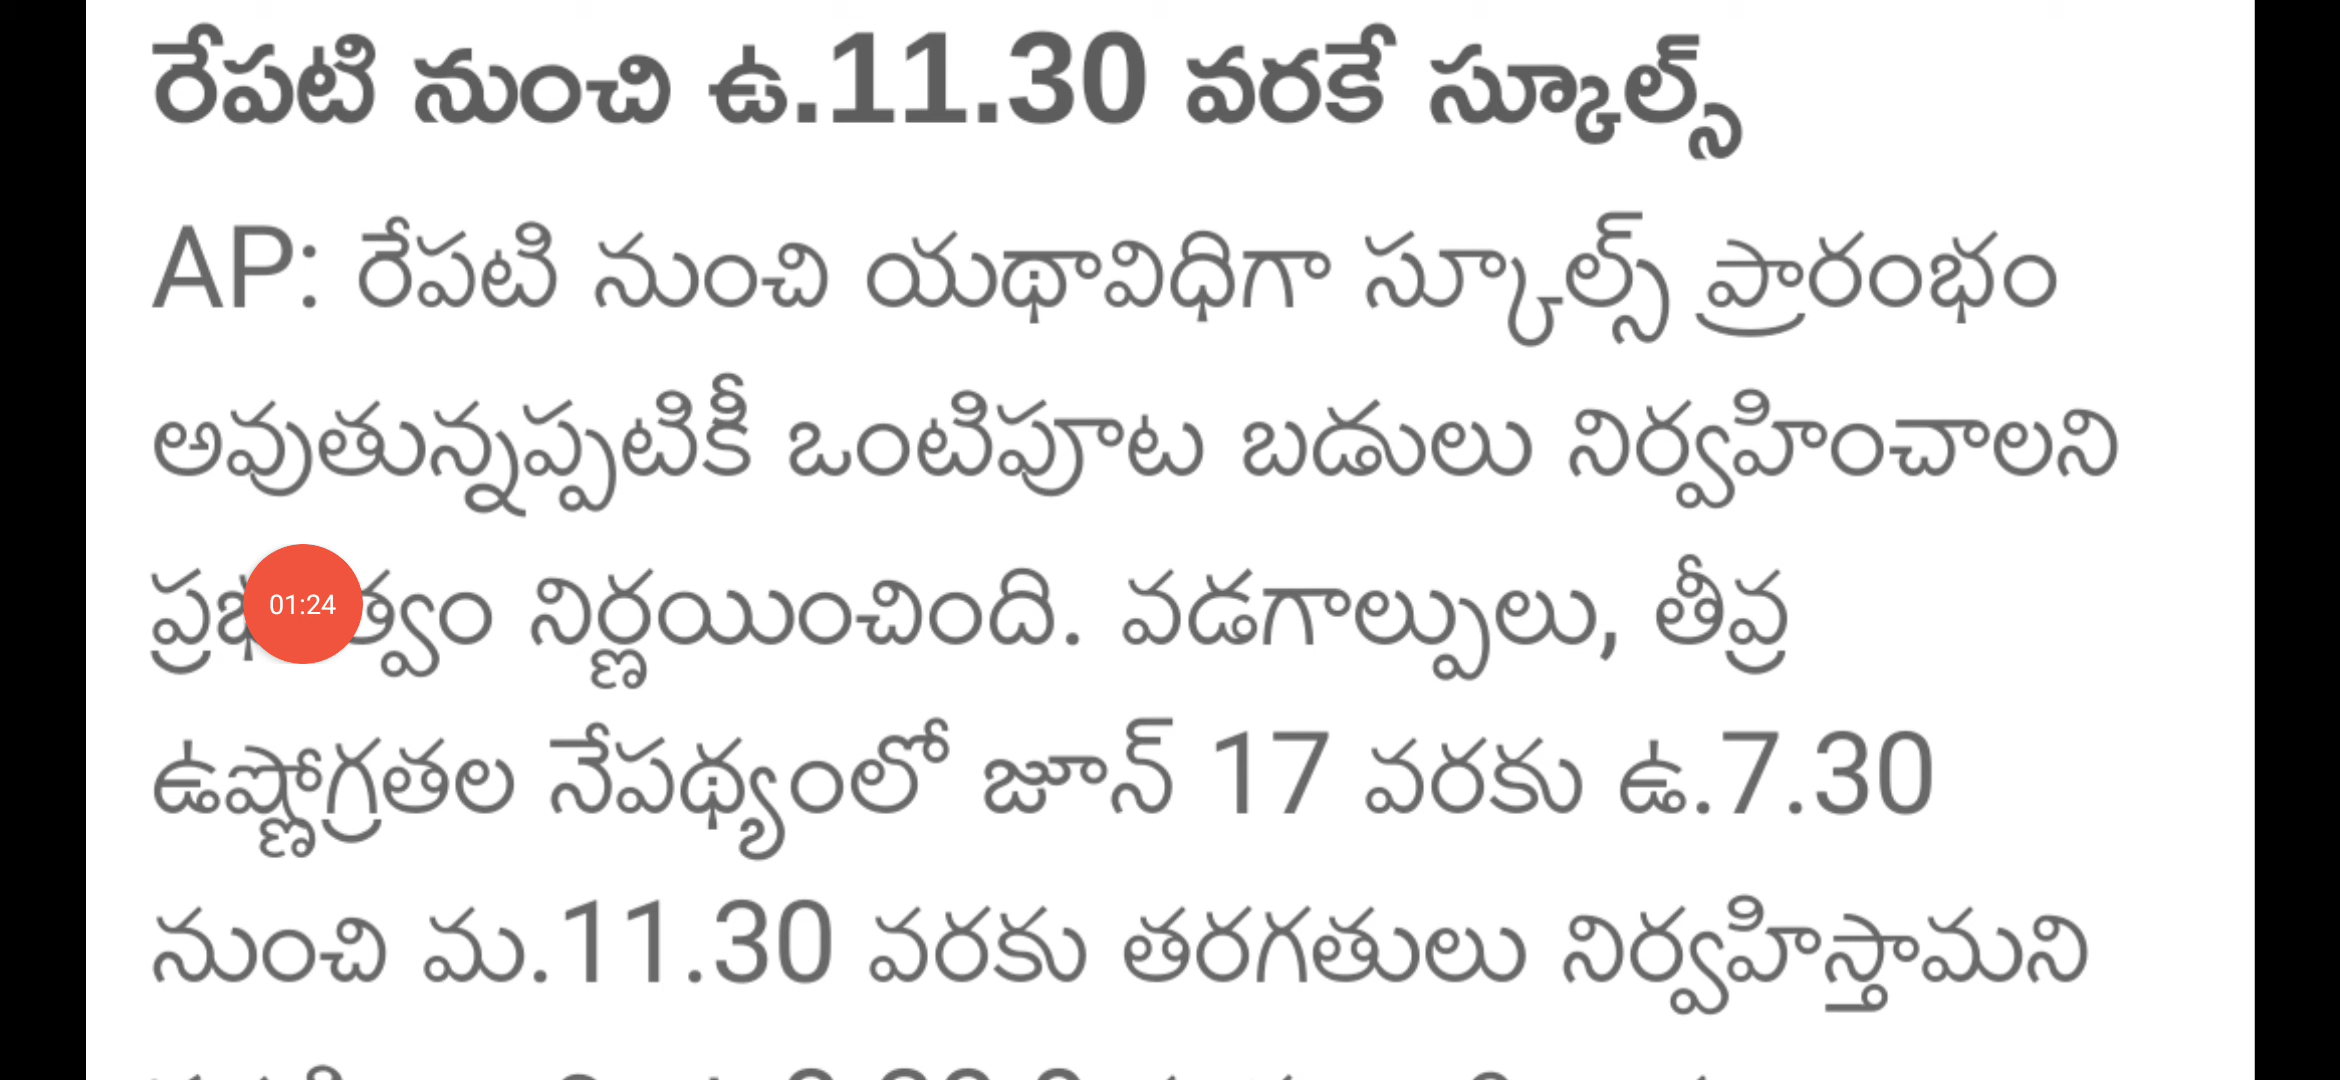 రేపటి నుంచి ఉ.11.30 వరకే స్కూల్స్
AP: రేపటి నుంచి యథావిధిగా స్కూల్స్ ప్రారంభం
అవుతున్నప్పటికీ ఒంటిపూట బడులు నిర్వహించాలని
నిర్ణయించింది. వడగాల్పులు, తీవ్ర
01:24
ఉష్ణోగ్రతల నేపథ్యంలో జూన్ 17 వరకు ఉ.7.30
నుంచి మ.11.30 వరకు తరగతులు నిర్వహిస్తామని